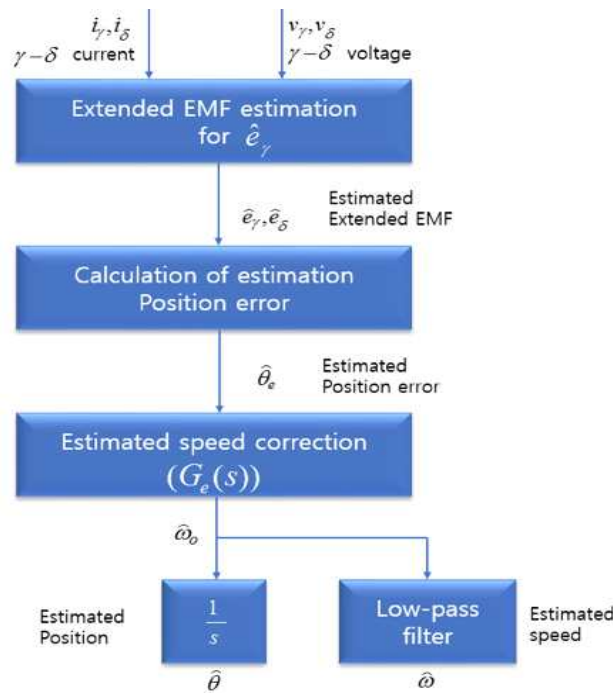 i_γ, i_δ
v_γ, v_δ
γ−δ current
γ−δ voltage
Extended EMF estimation
for ê_γ
ê_γ, ê_δ
Estimated
Extended EMF
Calculation of estimation
Position error
θ̂_e
Estimated
Position error
Estimated speed correction
(G_e(s))
ω̂_o
Estimated
Position
1
s
Low-pass
filter
Estimated
speed
θ̂
ω̂